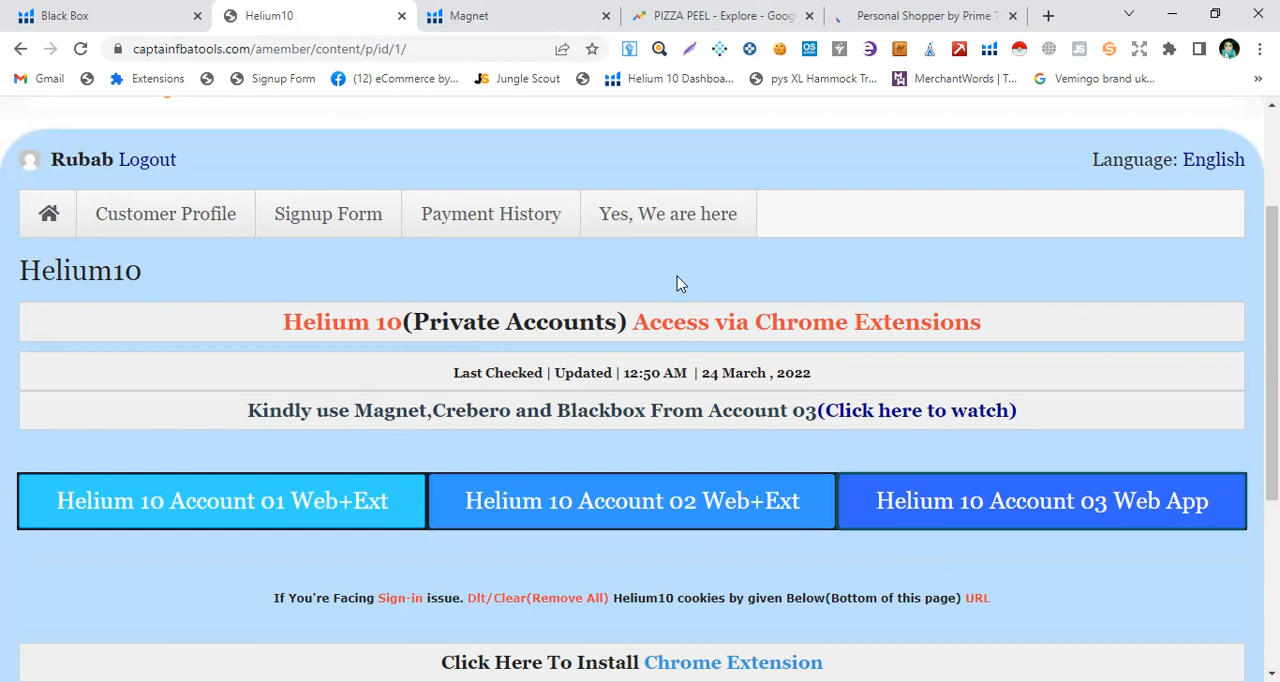 Black Box
Helium10
Magnet
PIZZA PEEL - Explore - Goog
Personal Shopper by Prime T
captainfbatools.com/amember/content/p/id/1/
Gmail
Extensions
Signup Form
(12) eCommerce by...
Jungle Scout
Helium 10 Dashboa...
pys XL Hammock Tr...
MerchantWords | T...
Vemingo brand uk...
Rubab Logout
Language: English
Customer Profile
Signup Form
Payment History
Yes, We are here
Helium10
Helium 10(Private Accounts) Access via Chrome Extensions
Last Checked | Updated | 12:50 AM | 24 March , 2022
Kindly use Magnet,Crebero and Blackbox From Account 03(Click here to watch)
Helium 10 Account 01 Web+Ext
Helium 10 Account 02 Web+Ext
Helium 10 Account 03 Web App
If You're Facing Sign-in issue. Dlt/Clear(Remove All) Helium10 cookies by given Below(Bottom of this page) URL
Click Here To Install Chrome Extension